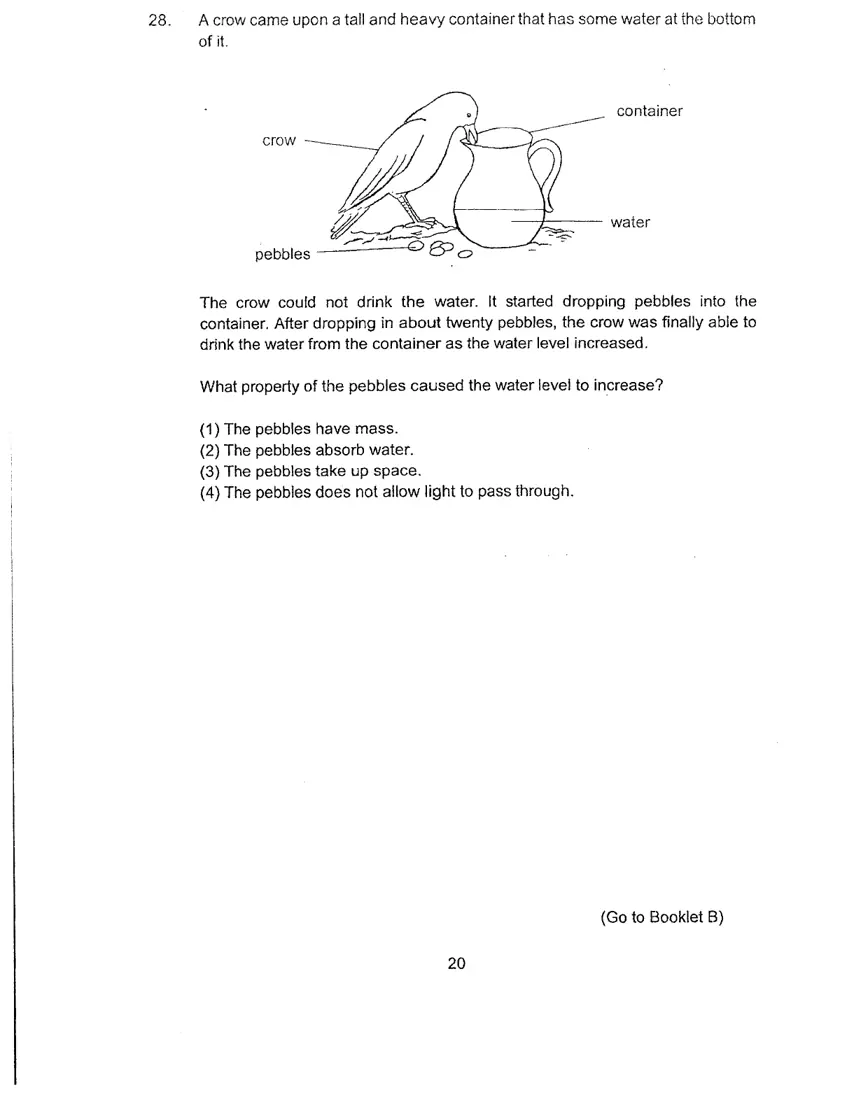 28. A crow came upon a tall and heavy container that has some water at the bottom
of it.
container
crow
water
pebbles
The crow could not drink the water. It started dropping pebbles into the
container. After dropping in about twenty pebbles, the crow was finally able to
drink the water from the container as the water level increased.
What property of the pebbles caused the water level to increase?
(1) The pebbles have mass.
(2) The pebbles absorb water.
(3) The pebbles take up space.
(4) The pebbles does not allow light to pass through.
(Go to Booklet B)
20